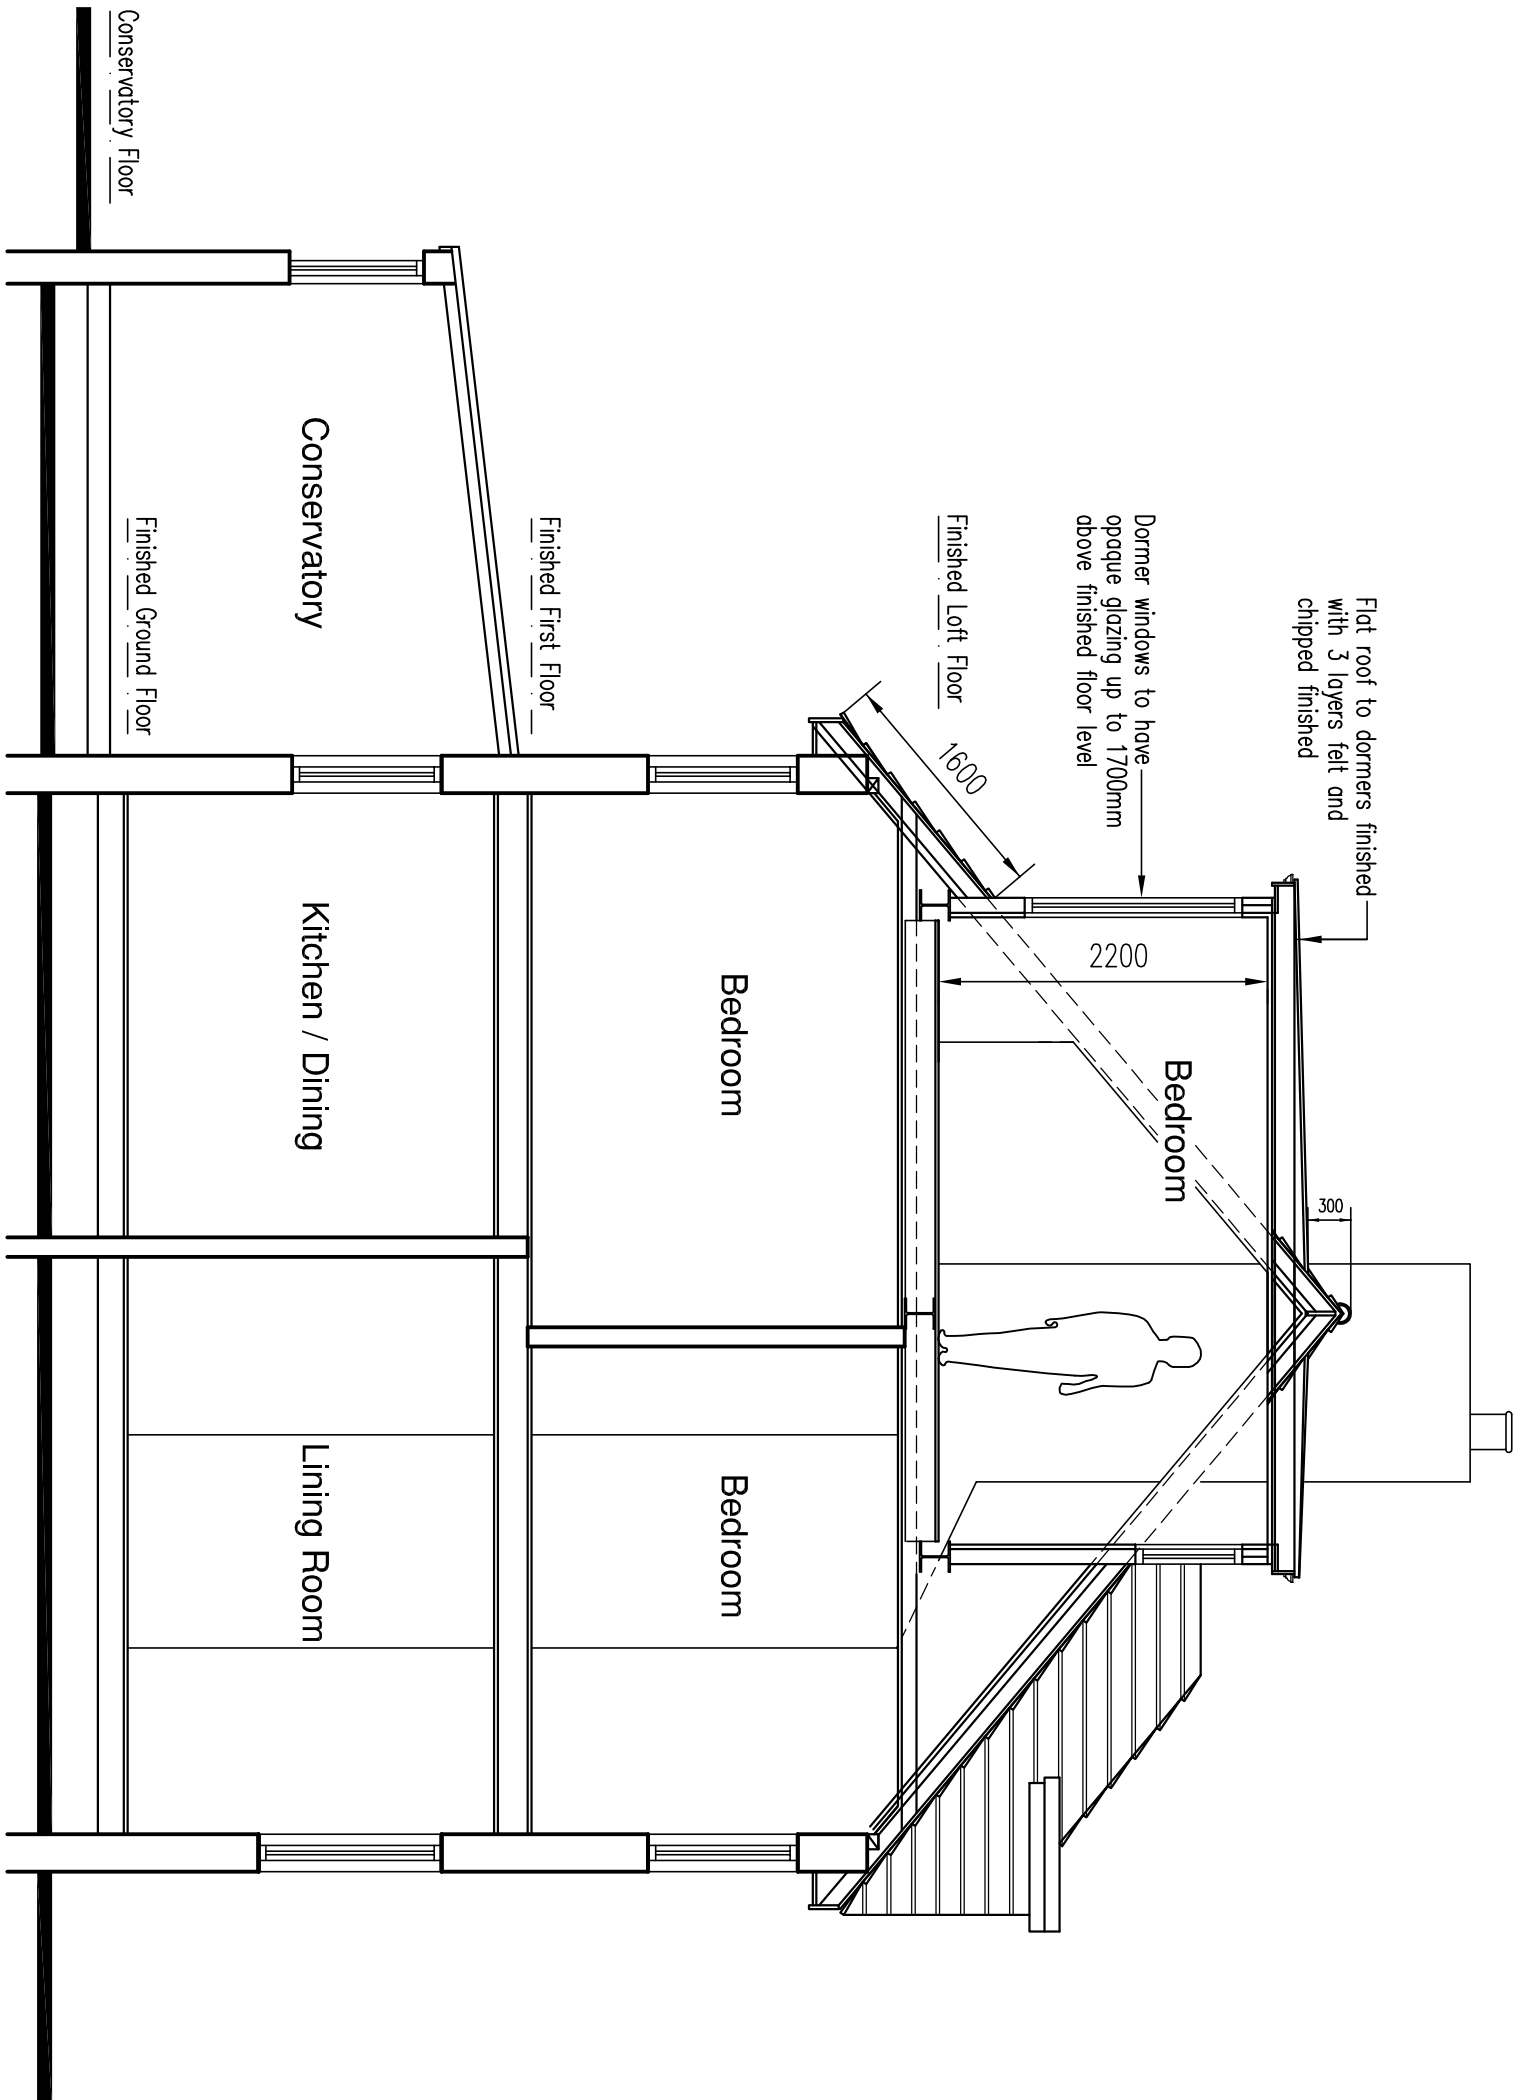 Flat roof to dormers finished
with 3 layers felt and
chipped finished
300
Dormer windows to have
opaque glazing up to 1700mm
above finished floor level
Bedroom
2200
1600
Finished Loft Floor
Bedroom
Bedroom
Finished First Floor
Conservatory
Kitchen / Dining
Lining Room
Finished Ground Floor
Conservatory Floor